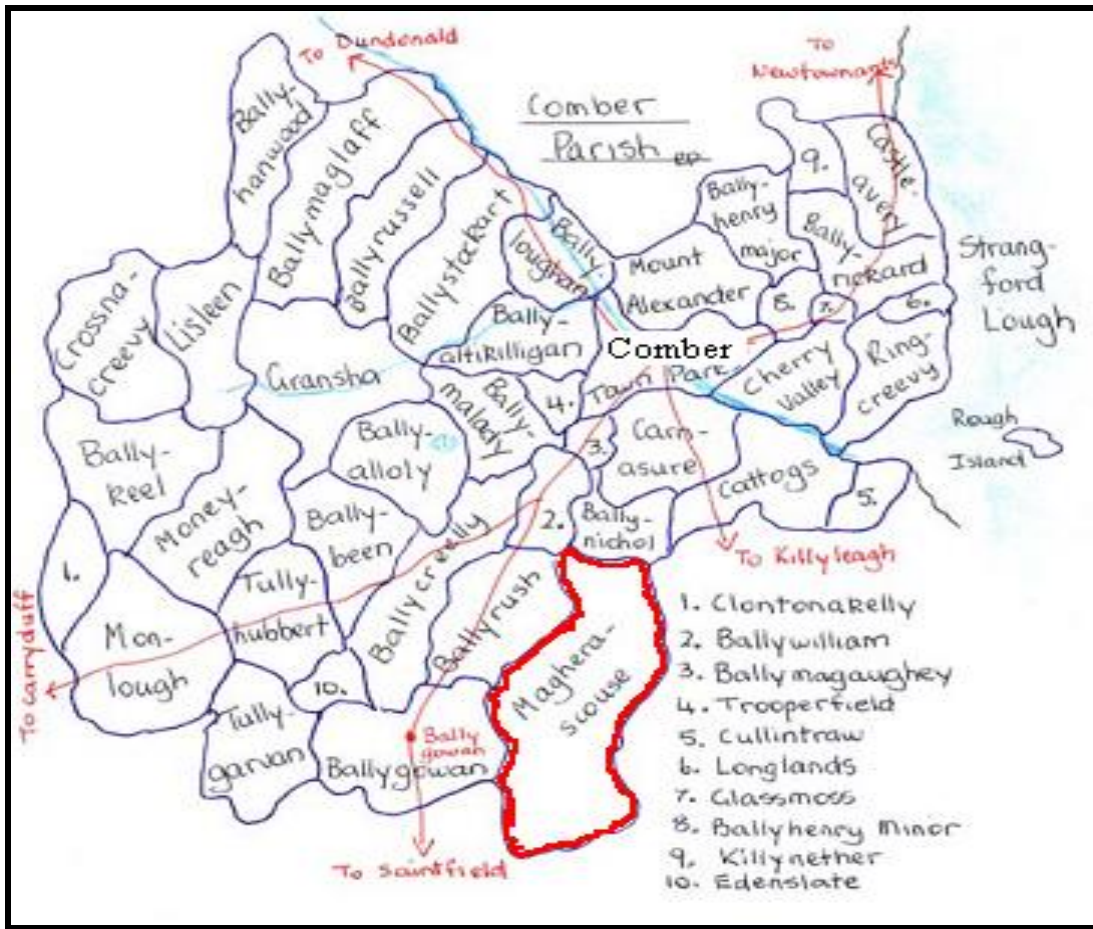 To Dundonald
To
Newtownards
Comber
Parish
Bally-
hanwood
Ballymaglaff
Ballyrussell
Ballystockart
Bally
loughan
Mount
Alexander
Bally-
henry
major
9.
Castle-
avery
Bally-
rickard
8.
7.
6.
Strang-
ford
Lough
Crossna-
creevy
Lisleen
Gransha
Bally-
altikilligan
Comber
Town Park
Cherry
Valley
Ring-
creevy
Rough
Island
Bally-
malady
4.
3.
Carn-
asure
Cattogs
5.
Bally-
keel
Money-
reagh
Bally-
alloly
Bally-
been
1.
Mon-
lough
Tully-
hubbert
Ballycreelly
Ballyrush
2.
Bally-
nichol
To Killyleagh
To Carryduff
Tully-
garvan
10.
Bally
gowan
Ballygowan
Maghera-
scouse
To Saintfield
1. Clontonakelly
2. Ballywilliam
3. Ballymagaughey
4. Trooperfield
5. Cullintraw
6. Longlands
7. Glassmoss
8. Ballyhenry Minor
9. Killynether
10. Edenslate